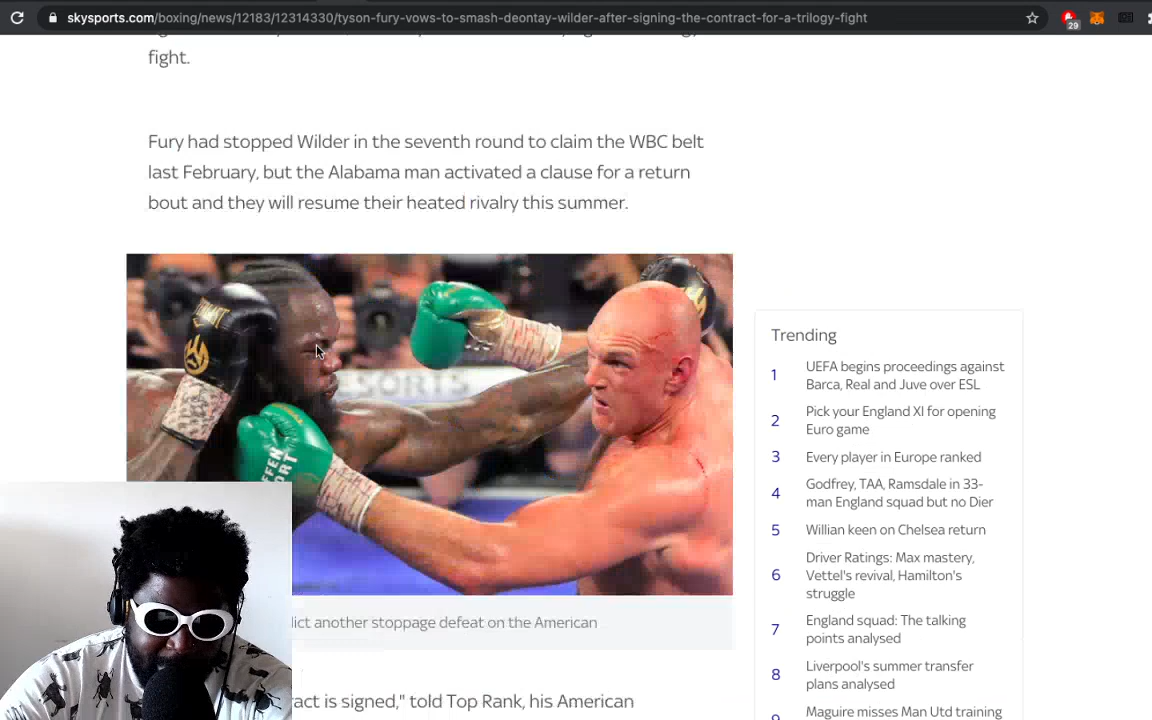 skysports.com/boxing/news/12183/12314330/tyson-fury-vows-to-smash-deontay-wilder-after-signing-the-contract-for-a-trilogy-fight
29
fight.
Fury had stopped Wilder in the seventh round to claim the WBC belt
last February, but the Alabama man activated a clause for a return
bout and they will resume their heated rivalry this summer.
SPORTS
Trending
1 UEFA begins proceedings against
Barca, Real and Juve over ESL
2 Pick your England XI for opening
Euro game
3 Every player in Europe ranked
4 Godfrey, TAA, Ramsdale in 33-
man England squad but no Dier
5 Willian keen on Chelsea return
6 Driver Ratings: Max mastery,
Vettel's revival, Hamilton's
struggle
7 England squad: The talking
points analysed
8 Liverpool's summer transfer
plans analysed
Maguire misses Man Utd training
another stoppage defeat on the American
is signed," told Top Rank, his American